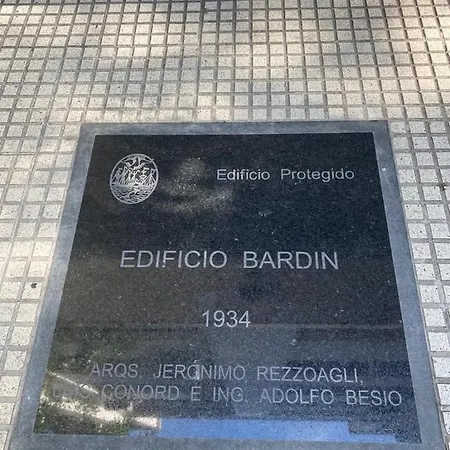 Edificio Protegido
EDIFICIO BARDIN
1934
ARQS. JERÓNIMO REZZOAGLI,
CONORD E ING. ADOLFO BESIO